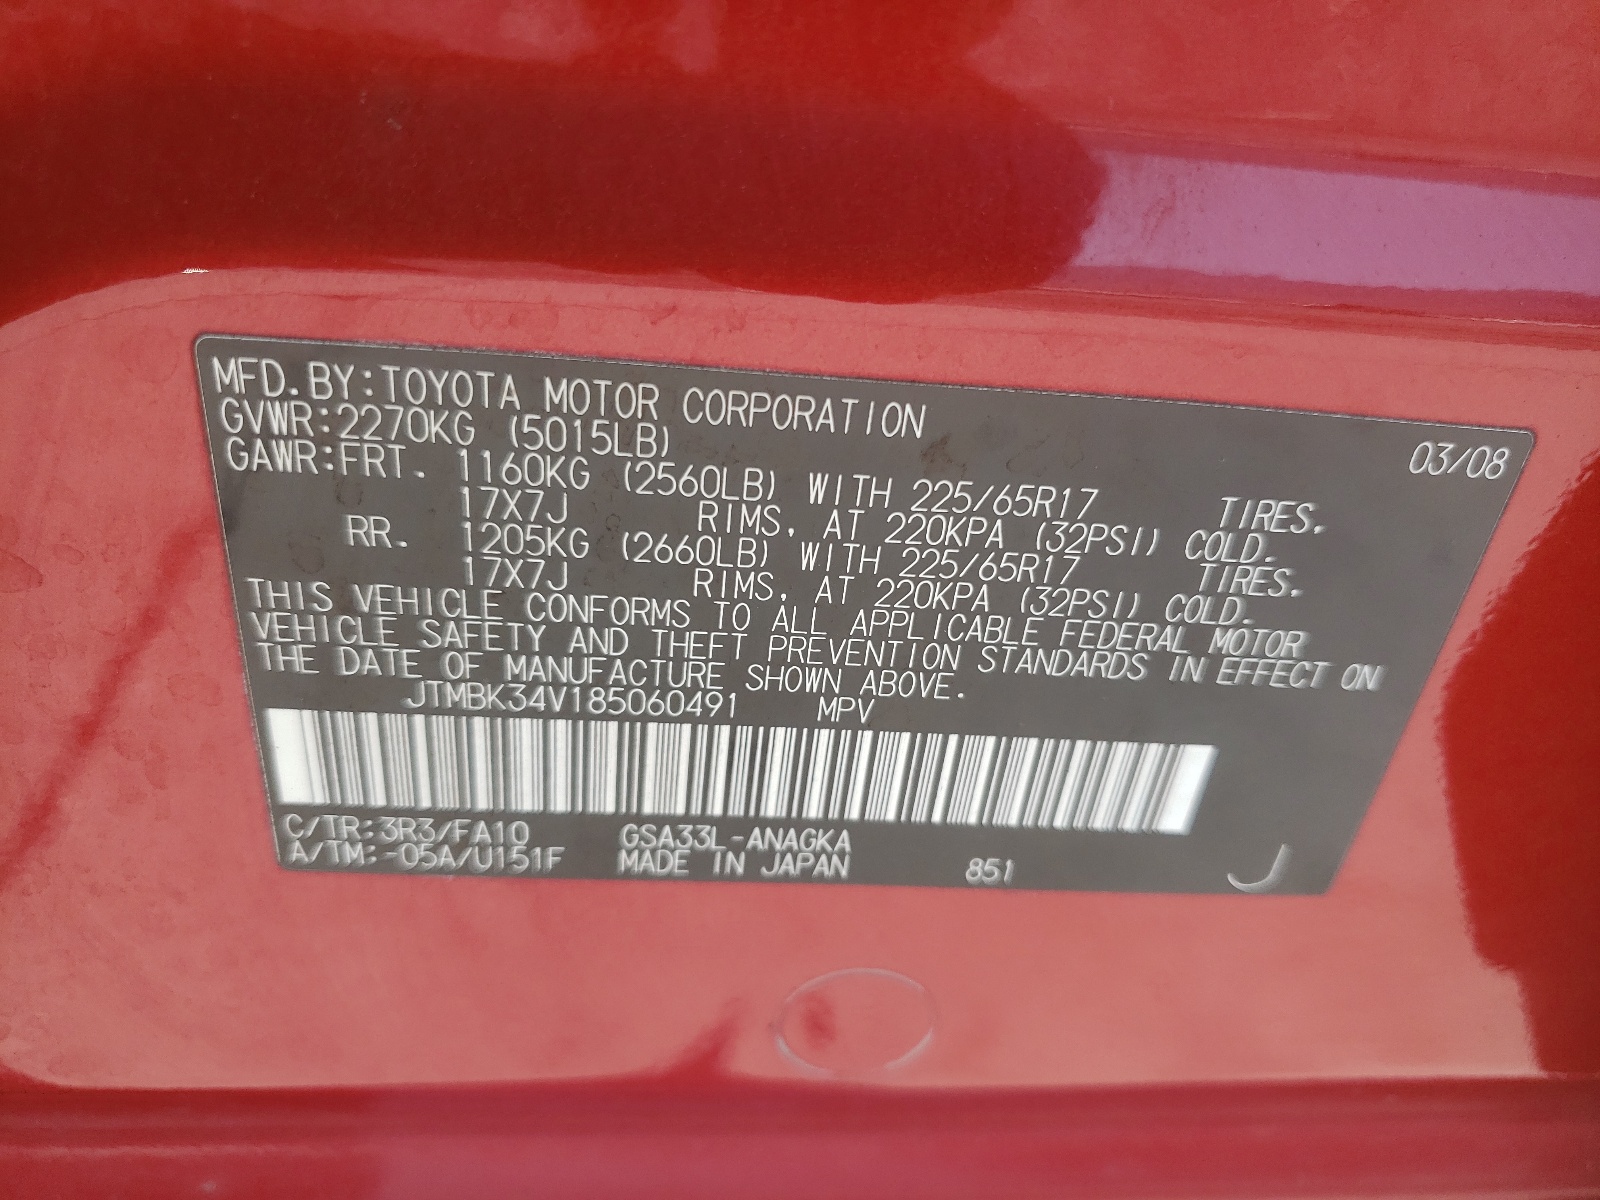 MFD.BY:TOYOTA MOTOR CORPORATION 03/08
GVWR:2270KG (5015LB)
GAWR:FRT. 1160KG (2560LB) WITH 225/65R17 TIRES,
17X7J RIMS, AT 220KPA (32PSI) COLD.
RR. 1205KG (2660LB) WITH 225/65R17 TIRES.
17X7J RIMS, AT 220KPA (32PSI) COLD.
THIS VEHICLE CONFORMS TO ALL APPLICABLE FEDERAL MOTOR
VEHICLE SAFETY AND THEFT PREVENTION STANDARDS IN EFFECT ON
THE DATE OF MANUFACTURE SHOWN ABOVE.
JTMBK34V185060491 MPV
C/TR:3R3/FA10 GSA33L-ANAGKA
A/TM:-05A/U151F MADE IN JAPAN 851 J